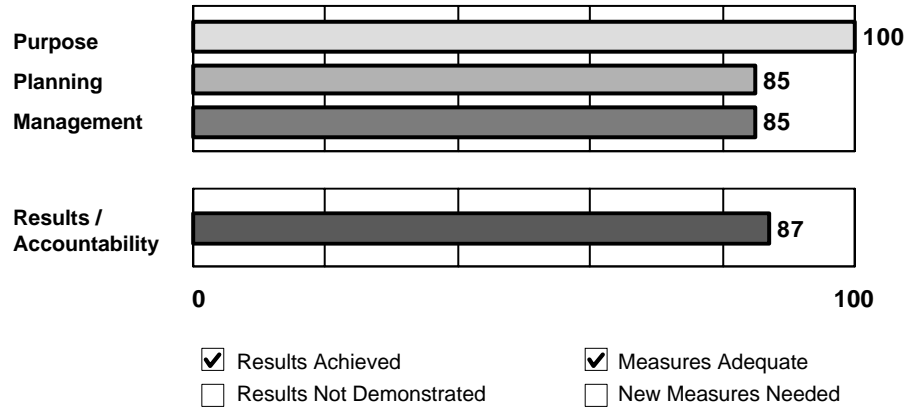 Purpose 100
Planning 85
Management 85
Results /
Accountability 87
0 100
Results Achieved Measures Adequate
Results Not Demonstrated New Measures Needed